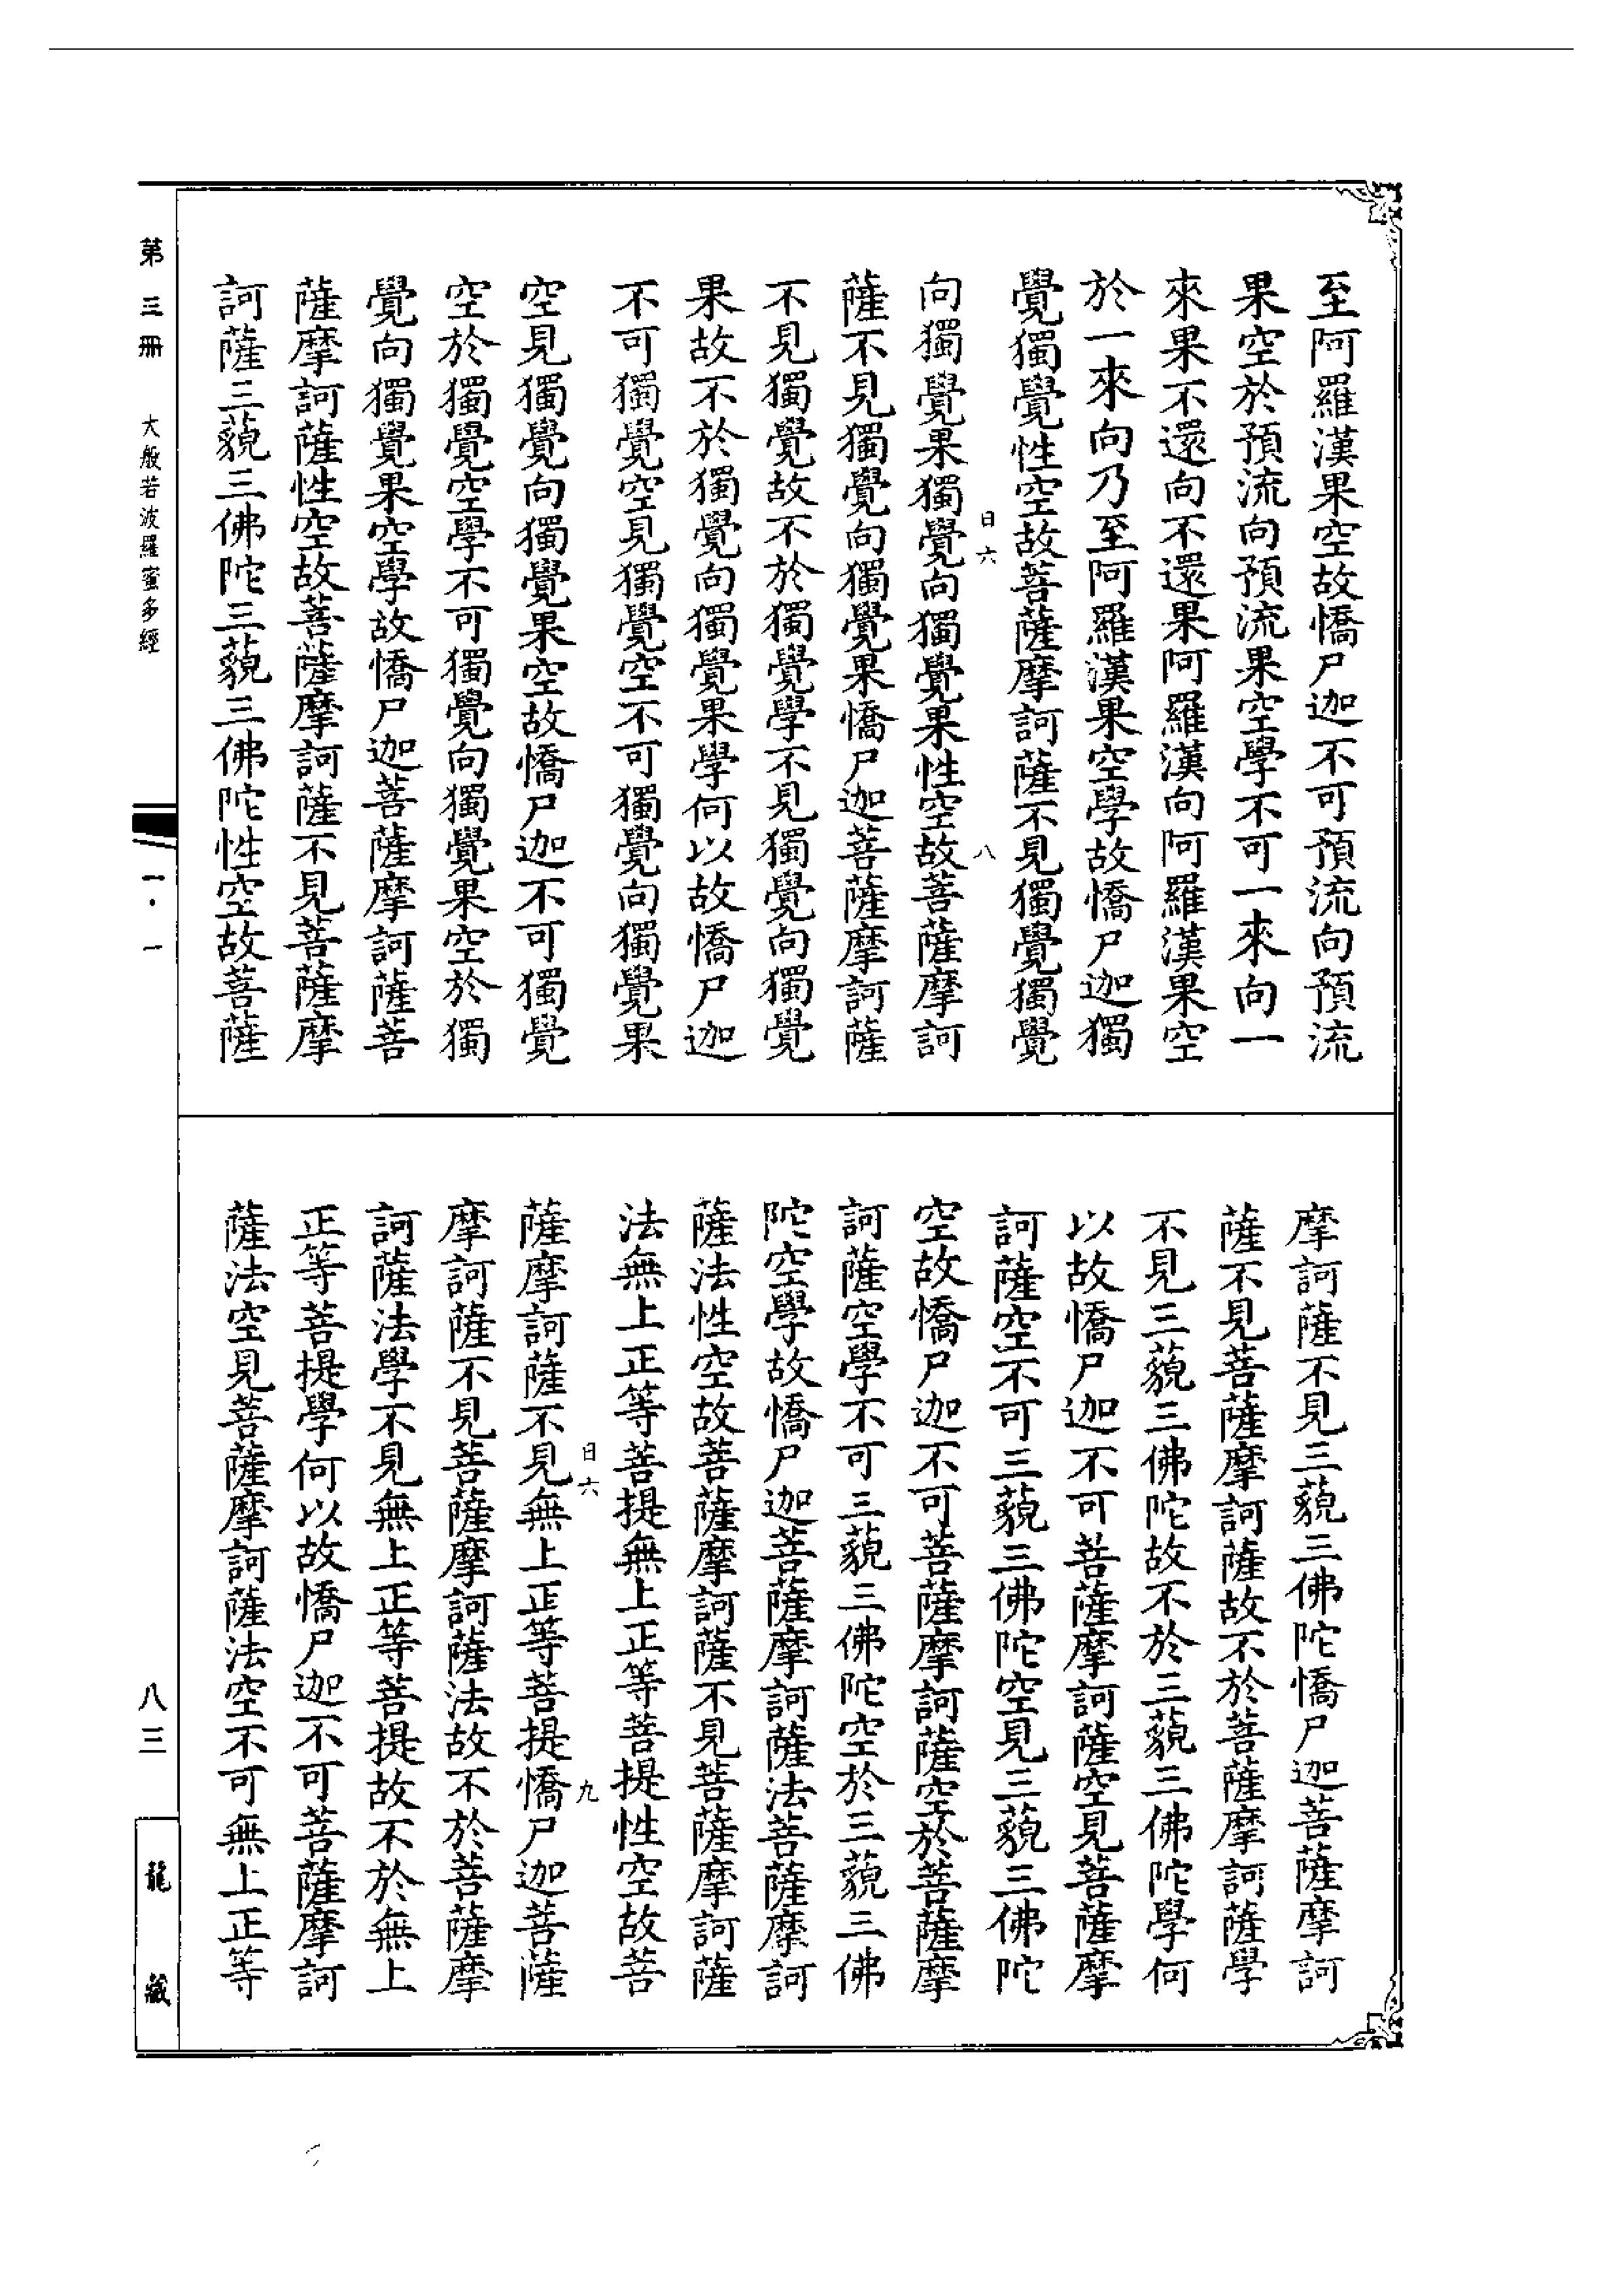 至阿羅漢果空故憍尸迦不可預流向預流
果空於預流向預流果空學不可一來向一
來果不還向不還果阿羅漢向阿羅漢果空
於一來向乃至阿羅漢果空學故憍尸迦獨
覺獨覺性空故菩薩摩訶薩不見獨覺獨覺
日六 八
向獨覺果獨覺向獨覺果性空故菩薩摩訶
薩不見獨覺向獨覺果憍尸迦菩薩摩訶薩
不見獨覺故不於獨覺學不見獨覺向獨覺
果故不於獨覺向獨覺果學何以故憍尸迦
不可獨覺空見獨覺空不可獨覺向獨覺果
空見獨覺向獨覺果空故憍尸迦不可獨覺
空於獨覺空學不可獨覺向獨覺果空於獨
覺向獨覺果空學故憍尸迦菩薩摩訶薩菩
薩摩訶薩性空故菩薩摩訶薩不見菩薩摩
訶薩三藐三佛陀三藐三佛陀性空故菩薩
摩訶薩不見三藐三佛陀憍尸迦菩薩摩訶
薩不見菩薩摩訶薩故不於菩薩摩訶薩學
不見三藐三佛陀故不於三藐三佛陀學何
以故憍尸迦不可菩薩摩訶薩空見菩薩摩
訶薩空不可三藐三佛陀空見三藐三佛陀
空故憍尸迦不可菩薩摩訶薩空於菩薩摩
訶薩空學不可三藐三佛陀空於三藐三佛
陀空學故憍尸迦菩薩摩訶薩法菩薩摩訶
薩法性空故菩薩摩訶薩不見菩薩摩訶薩
法無上正等菩提無上正等菩提性空故菩
日六 九
薩摩訶薩不見無上正等菩提憍尸迦菩薩
摩訶薩不見菩薩摩訶薩法故不於菩薩摩
訶薩法學不見無上正等菩提故不於無上
正等菩提學何以故憍尸迦不可菩薩摩訶
薩法空見菩薩摩訶薩法空不可無上正等
第三冊 大般若波羅蜜多經 一·一 八三 龍藏